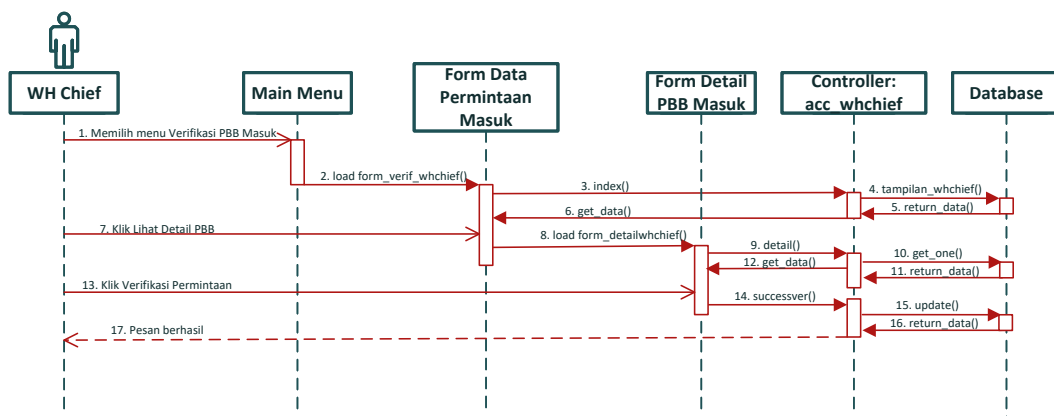 WH Chief
Main Menu
Form Data
Permintaan
Masuk
Form Detail
PBB Masuk
Controller:
acc_whchief
Database
1. Memilih menu Verifikasi PBB Masuk
2. load form_verif_whchief()
3. index()
4. tampilan_whchief()
5. return_data()
6. get_data()
7. Klik Lihat Detail PBB
8. load form_detailwhchief()
9. detail()
10. get_one()
11. return_data()
12. get_data()
13. Klik Verifikasi Permintaan
14. successver()
15. update()
16. return_data()
17. Pesan berhasil